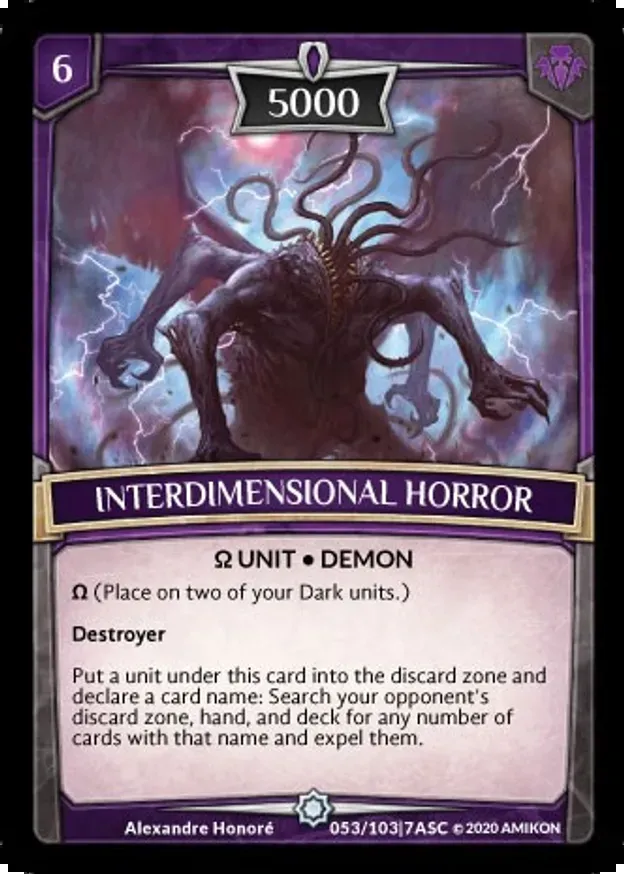 6
5000
INTERDIMENSIONAL HORROR
Ω UNIT • DEMON
Ω (Place on two of your Dark units.)
Destroyer
Put a unit under this card into the discard zone and
declare a card name: Search your opponent's
discard zone, hand, and deck for any number of
cards with that name and expel them.
Alexandre Honoré 053/103|7ASC © 2020 AMIKON